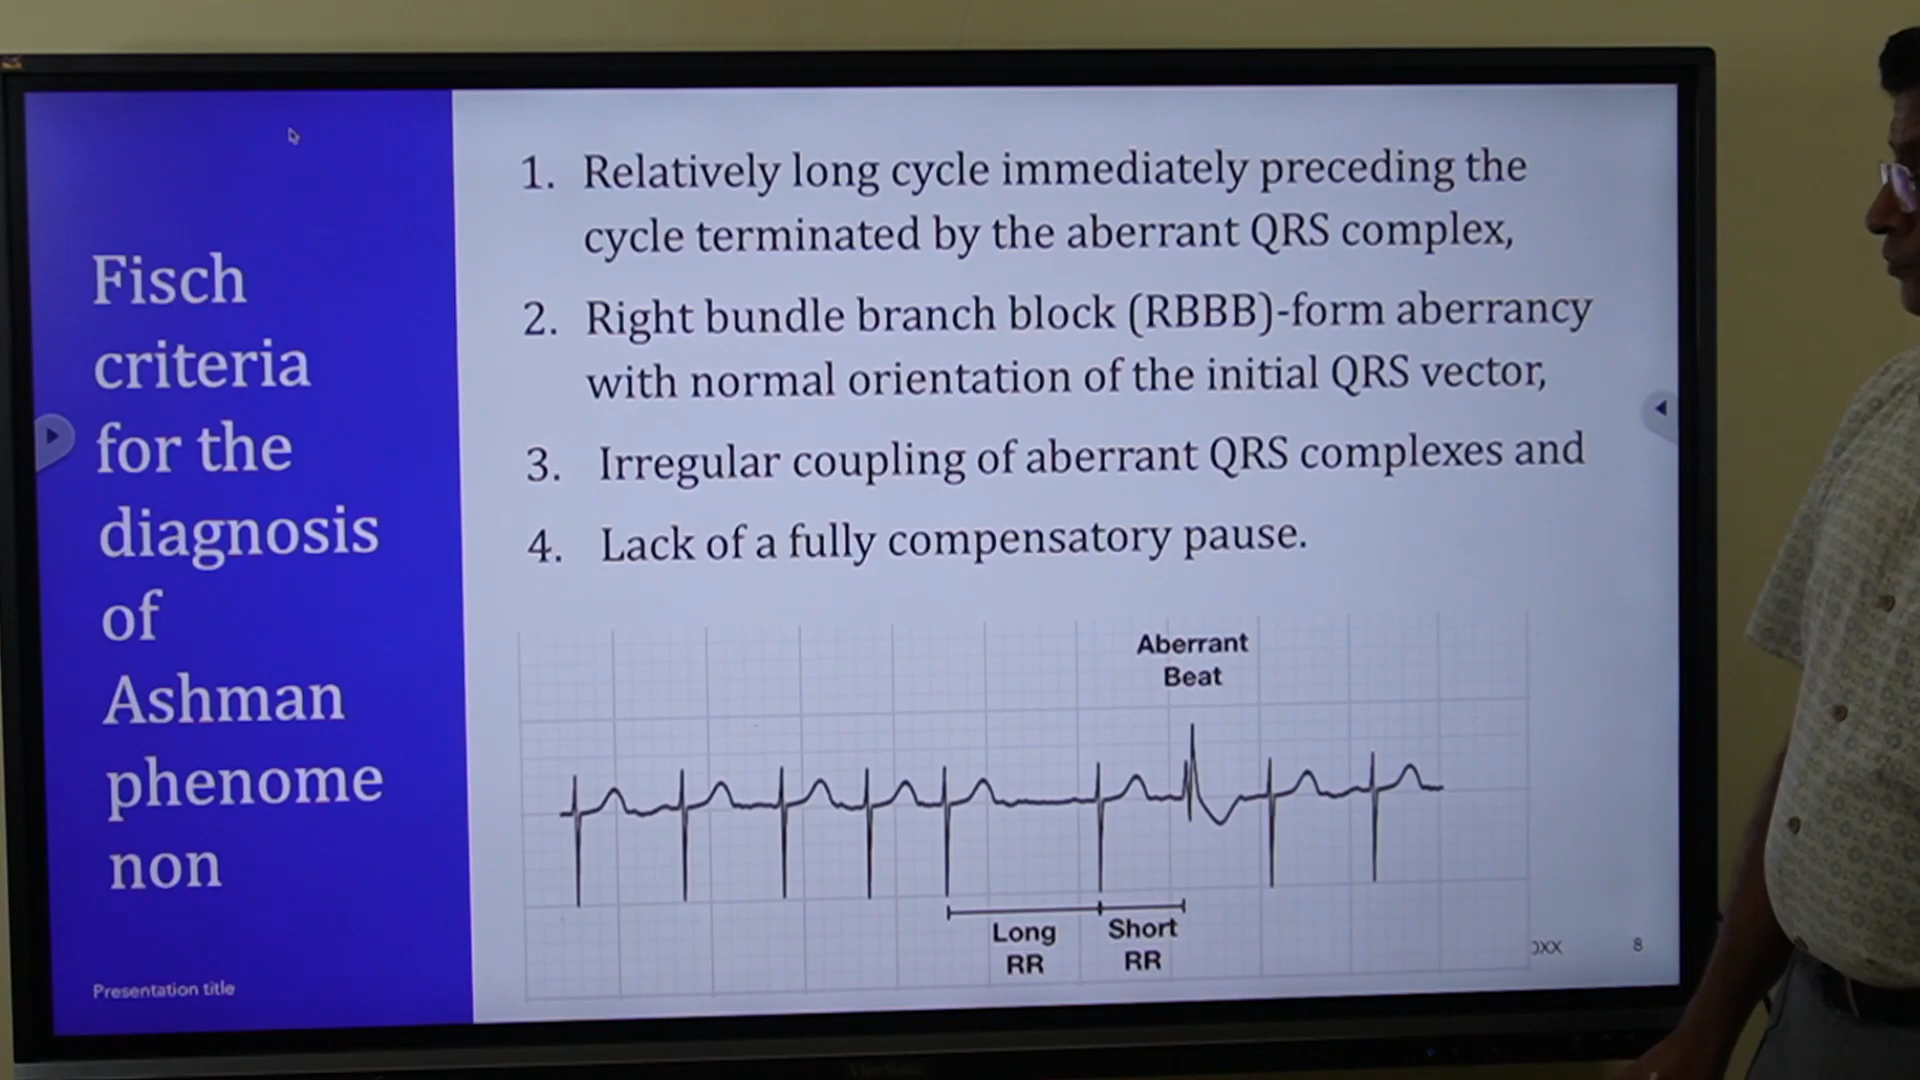 Fisch
criteria
for the
diagnosis
of
Ashman
phenome
non
Presentation title
1. Relatively long cycle immediately preceding the
cycle terminated by the aberrant QRS complex,
2. Right bundle branch block (RBBB)-form aberrancy
with normal orientation of the initial QRS vector,
3. Irregular coupling of aberrant QRS complexes and
4. Lack of a fully compensatory pause.
Aberrant
Beat
Long
RR
Short
RR
8
ViewSonic